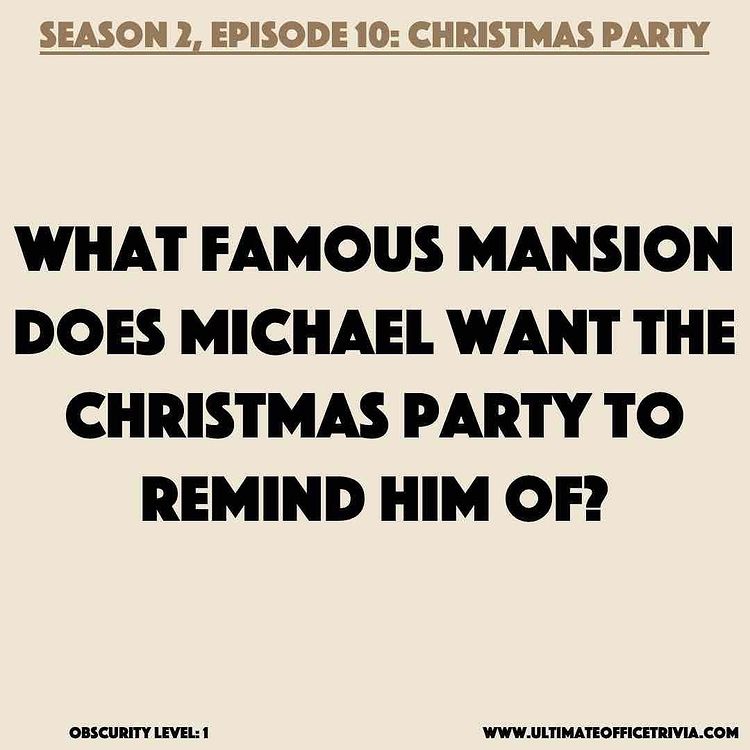 SEASON 2, EPISODE 10: CHRISTMAS PARTY
WHAT FAMOUS MANSION
DOES MICHAEL WANT THE
CHRISTMAS PARTY TO
REMIND HIM OF?
OBSCURITY LEVEL: 1
WWW.ULTIMATEOFFICETRIVIA.COM